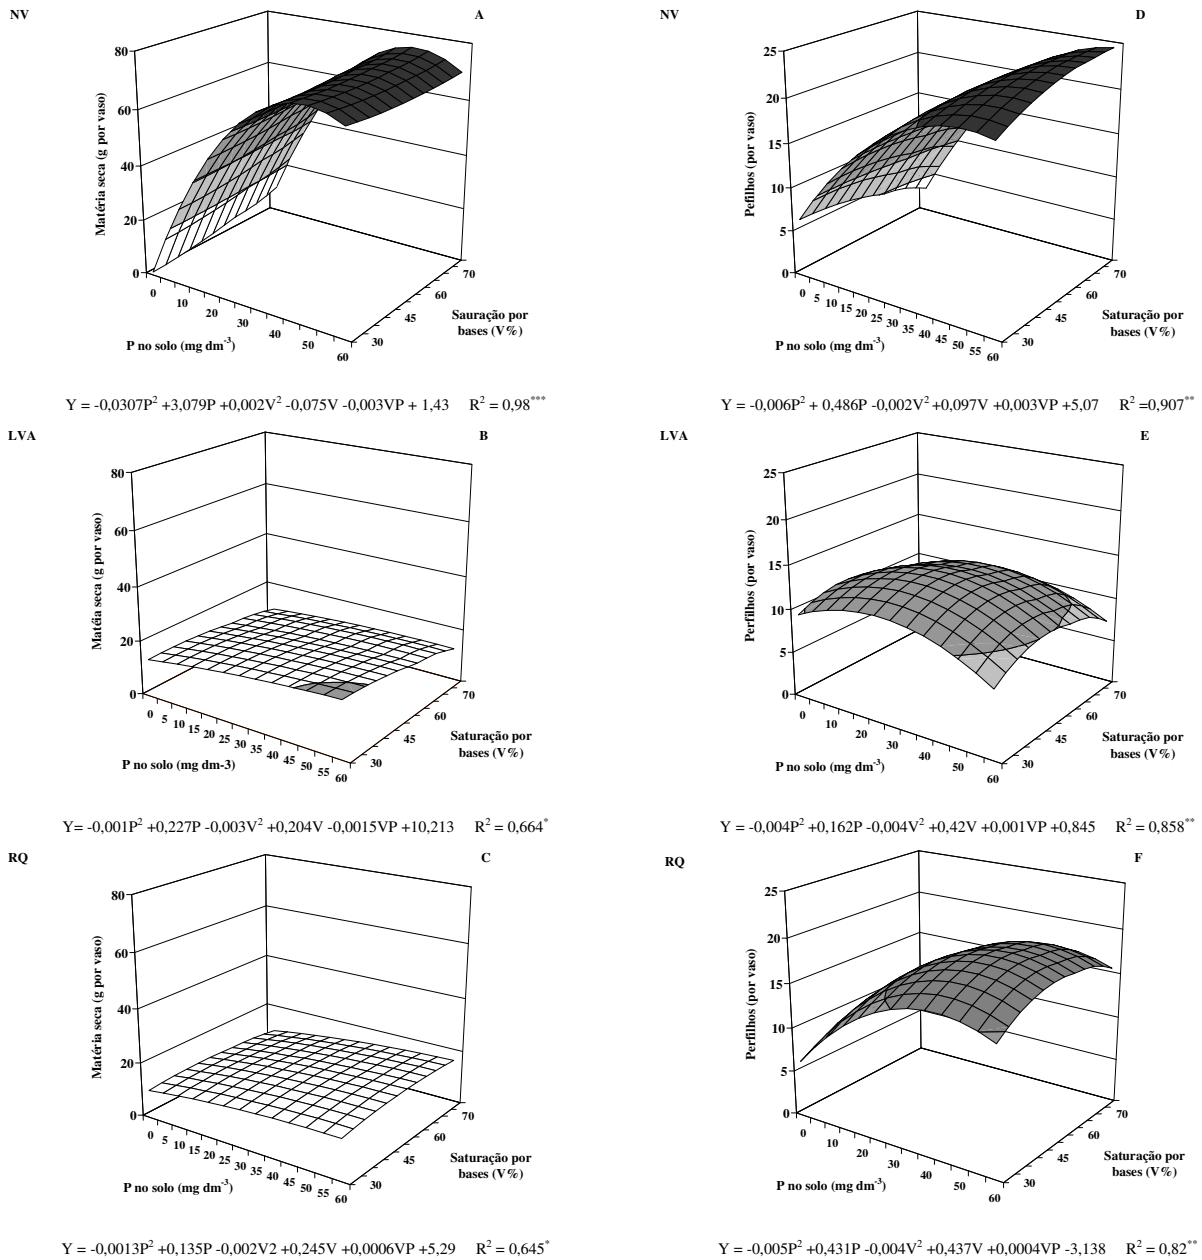 NV
A
80
60
40
20
0
Matéria seca (g por vaso)
0
10
20
30
40
50
60
P no solo (mg dm-3)
30
45
60
70
Sauração por
bases (V%)
Y = -0,0307P2 +3,079P +0,002V2 -0,075V -0,003VP + 1,43 R2 = 0,98***
NV
D
25
20
15
10
5
0
Pefilhos (por vaso)
0
5
10
15
20
25
30
35
40
45
50
55
60
P no solo (mg dm-3)
30
45
60
70
Saturação por
bases (V%)
Y = -0,006P2 + 0,486P -0,002V2 +0,097V +0,003VP +5,07 R2 =0,907**
LVA
B
80
60
40
20
0
Matéia seca (g por vaso)
0
5
10
15
20
25
30
35
40
45
50
55
60
P no solo (mg dm-3)
30
45
60
70
Saturação por
bases (V%)
Y= -0,001P2 +0,227P -0,003V2 +0,204V -0,0015VP +10,213 R2 = 0,664*
LVA
E
25
20
15
10
5
0
Perfilhos (por vaso)
0
10
20
30
40
50
60
P no solo (mg dm-3)
30
45
60
70
Saturação por
bases (V%)
Y = -0,004P2 +0,162P -0,004V2 +0,42V +0,001VP +0,845 R2 = 0,858**
RQ
C
80
60
40
20
0
Matéria seca (g por vaso)
0
5
10
15
20
25
30
35
40
45
50
55
60
P no solo (mg dm-3)
30
45
60
70
Saturação por
bases (V%)
Y = -0,0013P2 +0,135P -0,002V2 +0,245V +0,0006VP +5,29 R2 = 0,645*
RQ
F
25
20
15
10
5
0
Perfilhos (por vaso)
0
10
20
30
40
50
60
P no solo (mg dm-3)
30
45
60
70
Saturação por
bases (V%)
Y = -0,005P2 +0,431P -0,004V2 +0,437V +0,0004VP -3,138 R2 = 0,82**